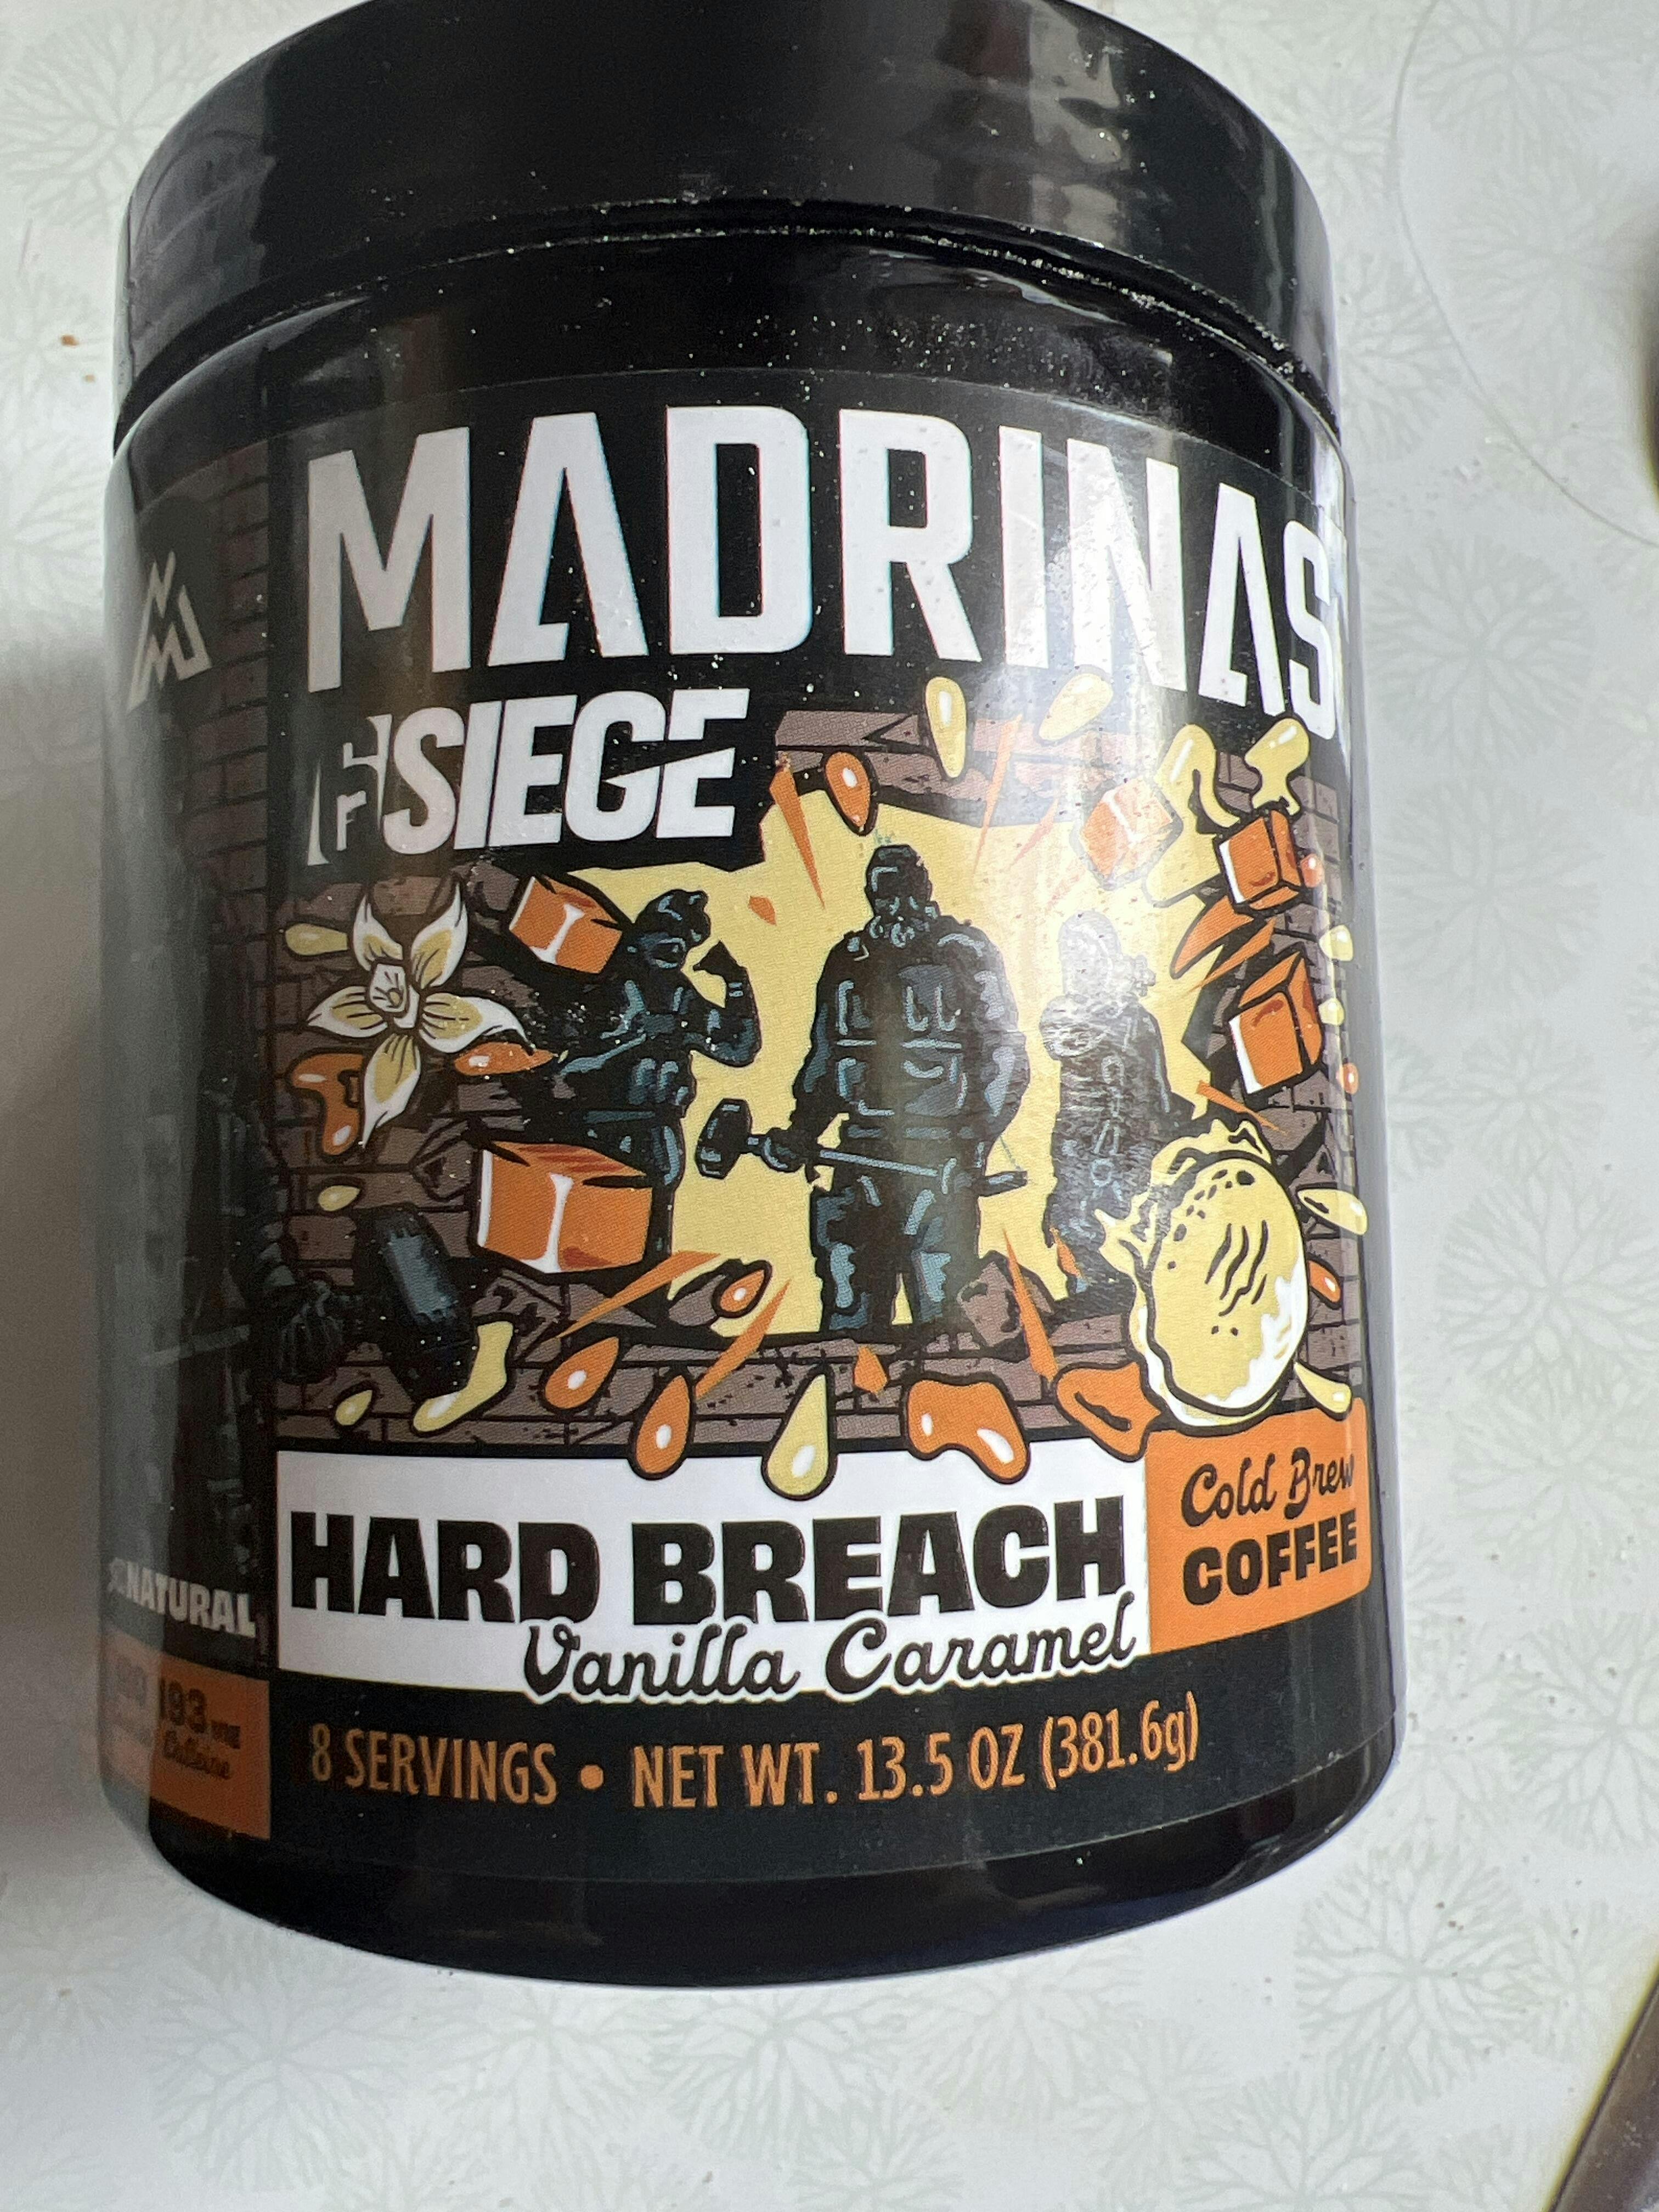 MADRINAS
SIEGE
HARD BREACH
Vanilla Caramel
Cold Brew
COFFEE
NATURAL
193
Caffeine
8 SERVINGS • NET WT. 13.5 OZ (381.6g)